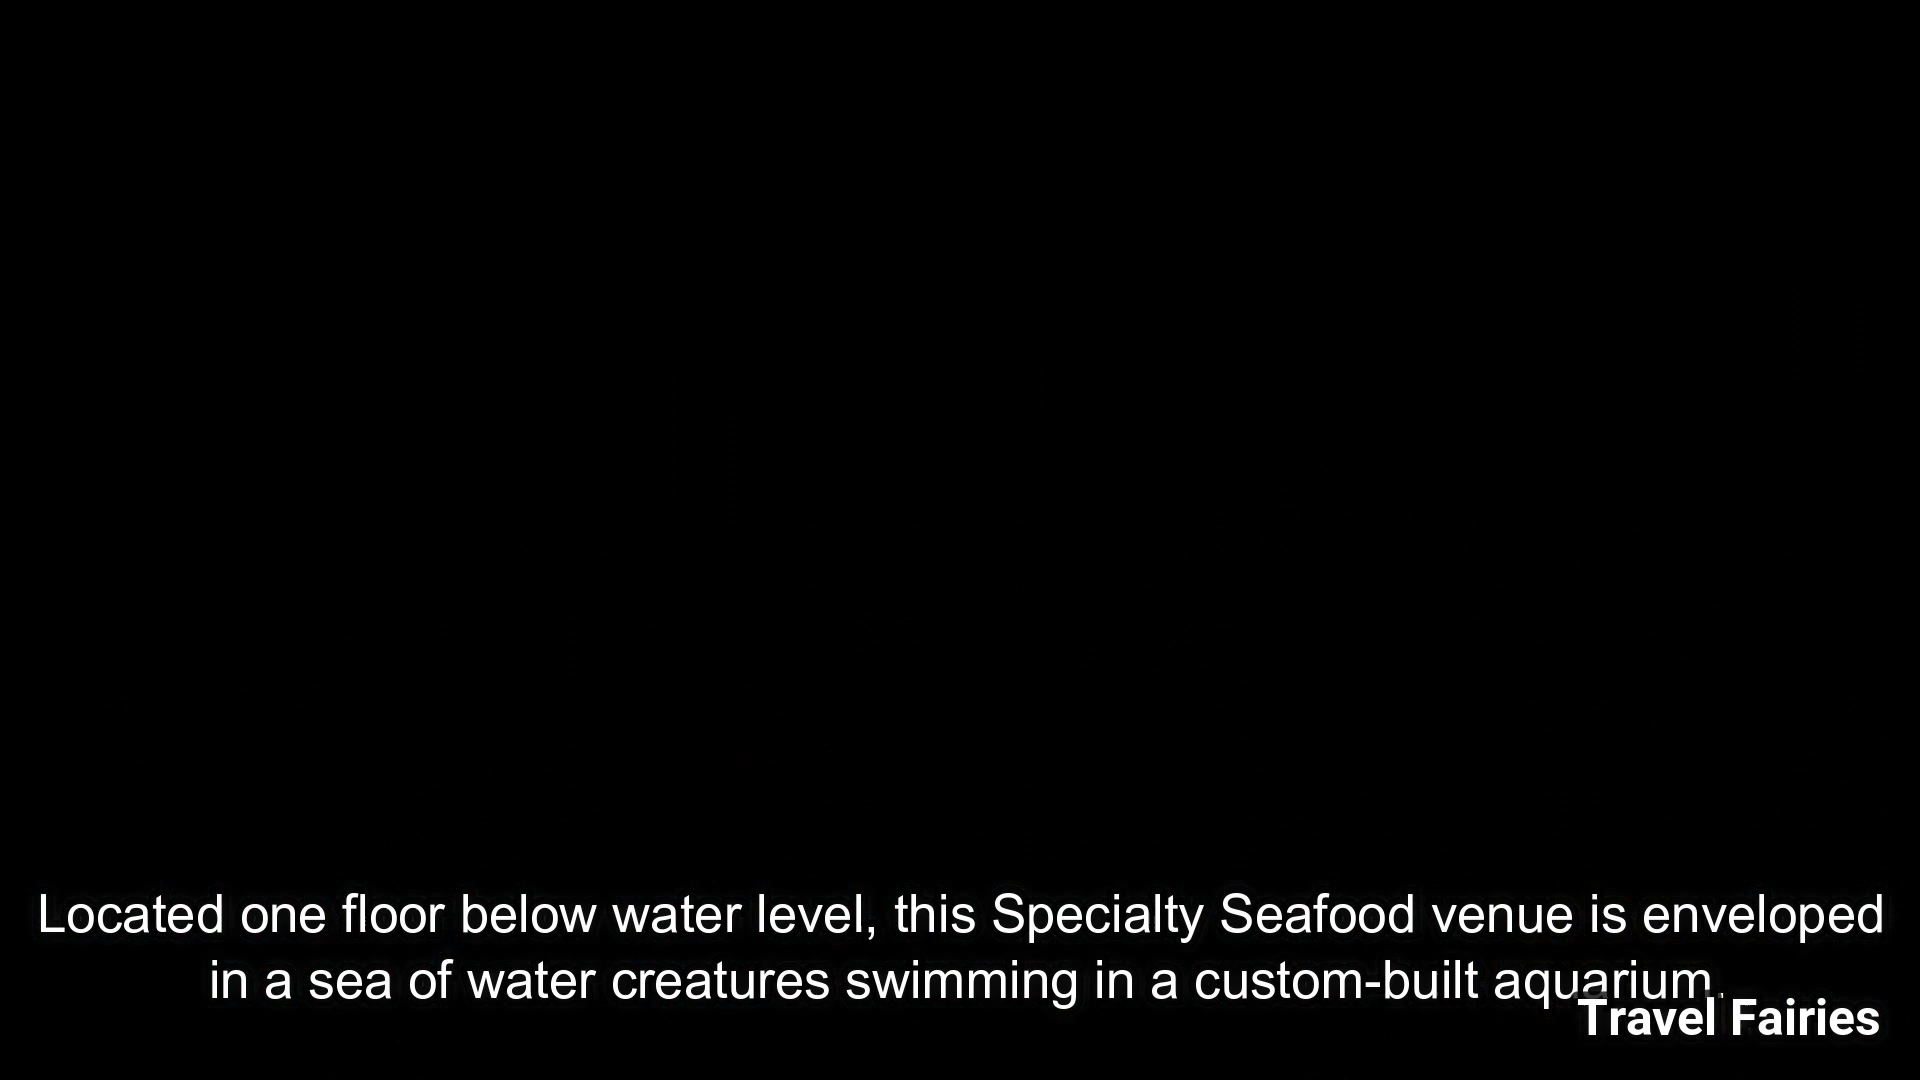 Located one floor below water level, this Specialty Seafood venue is enveloped
in a sea of water creatures swimming in a custom-built aquarium.
Travel Fairies